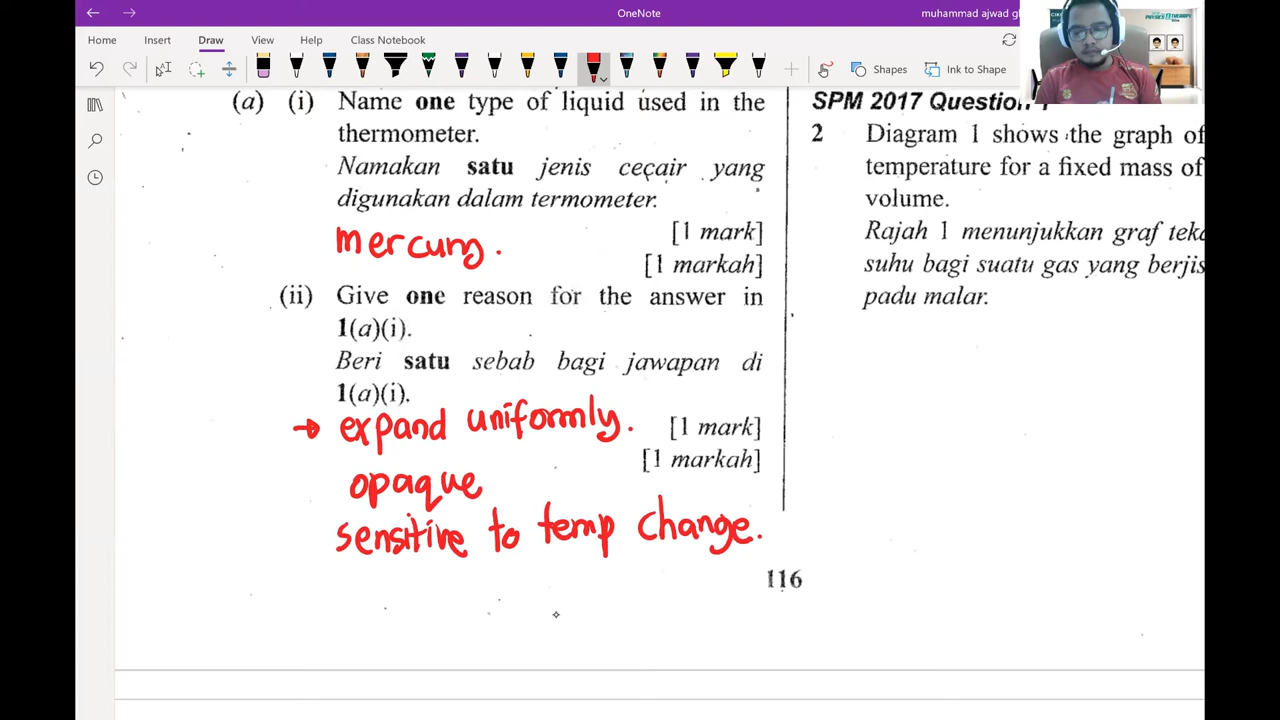 OneNote
muhammad ajwad gh
Home Insert Draw View Help Class Notebook
Shapes
Ink to Shape
PHYSICS THERAPY
(a) (i) Name one type of liquid used in the
thermometer.
Namakan satu jenis cecair yang
digunakan dalam termometer.
mercury.
[1 mark]
[1 markah]
(ii) Give one reason for the answer in
1(a)(i).
Beri satu sebab bagi jawapan di
1(a)(i).
→ expand uniformly.
[1 mark]
[1 markah]
opaque
sensitive to temp change.
116
SPM 2017 Question
2 Diagram 1 shows the graph of
temperature for a fixed mass of
volume.
Rajah 1 menunjukkan graf teka
suhu bagi suatu gas yang berjis
padu malar.